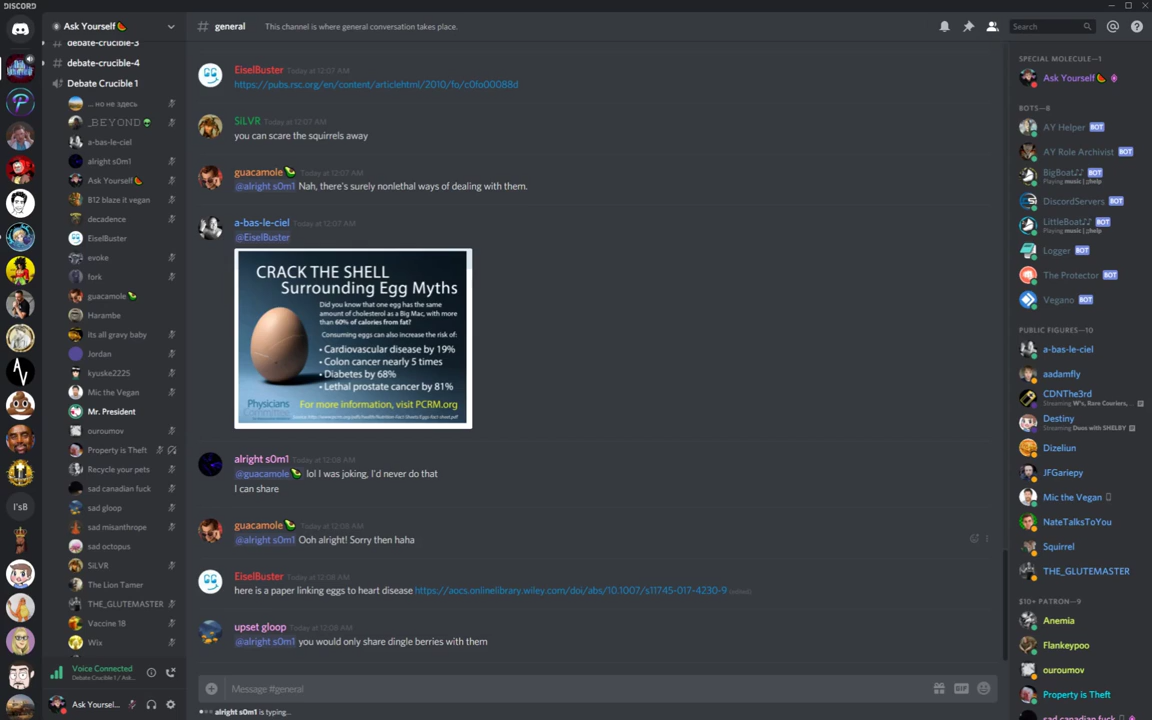 DISCORD
Ask Yourself
# general
This channel is where general conversation takes place.
Search
debate-crucible-3
debate-crucible-4
Debate Crucible 1
... но не здесь
_BEYOND
a-bas-le-ciel
alright s0m1
Ask Yourself
B12 blaze it vegan
decadence
EiselBuster
evoke
fork
guacamole
Harambe
its all gravy baby
Jordan
kyuske2225
Mic the Vegan
Mr. President
ouroumov
Property is Theft
Recycle your pets
sad canadian fuck
sad gloop
sad misanthrope
sad octopus
SiLVR
The Lion Tamer
THE_GLUTEMASTER
Vaccine 18
Wix
Voice Connected
Debate Crucible 1 / Ask...
Ask Yoursel...
I'sB
EiselBuster Today at 12:07 AM
https://pubs.rsc.org/en/content/articlehtml/2010/fo/c0fo00088d
SiLVR Today at 12:07 AM
you can scare the squirrels away
guacamole Today at 12:07 AM
@alright s0m1 Nah, there's surely nonlethal ways of dealing with them.
a-bas-le-ciel Today at 12:07 AM
@EiselBuster
CRACK THE SHELL
Surrounding Egg Myths
Did you know that one egg has the same
amount of cholesterol as a Big Mac, with more
than 60% of calories from fat?
Consuming eggs can also increase the risk of:
• Cardiovascular disease by 19%
• Colon cancer nearly 5 times
• Diabetes by 68%
• Lethal prostate cancer by 81%
Physicians
Committee
For more information, visit PCRM.org
alright s0m1 Today at 12:08 AM
@guacamole lol I was joking, I'd never do that
I can share
guacamole Today at 12:08 AM
@alright s0m1 Ooh alright! Sorry then haha
EiselBuster Today at 12:08 AM
here is a paper linking eggs to heart disease https://aocs.onlinelibrary.wiley.com/doi/abs/10.1007/s11745-017-4230-9 (edited)
upset gloop Today at 12:08 AM
@alright s0m1 you would only share dingle berries with them
Message #general
GIF
alright s0m1 is typing...
SPECIAL MOLECULE—1
Ask Yourself
BOTS—8
AY Helper BOT
AY Role Archivist BOT
BigBoat♪♪ BOT
Playing music | ;;help
DiscordServers BOT
LittleBoat♪♪ BOT
Playing music | ;;help
Logger BOT
The Protector BOT
Vegano BOT
PUBLIC FIGURES—10
a-bas-le-ciel
aadamfly
CDNThe3rd
Streaming W's, Rare Couriers, ...
Destiny
Streaming Duos with SHELBY
Dizeliun
JFGariepy
Mic the Vegan
NateTalksToYou
Squirrel
THE_GLUTEMASTER
$10+ PATRON—9
Anemia
Flankeypoo
ouroumov
Property is Theft
sad canadian fuck